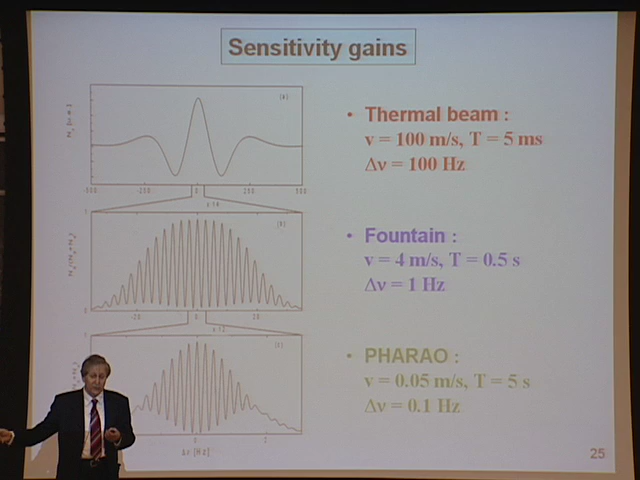 Sensitivity gains
• Thermal beam :
v = 100 m/s, T = 5 ms
Δν = 100 Hz
• Fountain :
v = 4 m/s, T = 0.5 s
Δν = 1 Hz
• PHARAO :
v = 0.05 m/s, T = 5 s
Δν = 0.1 Hz
25